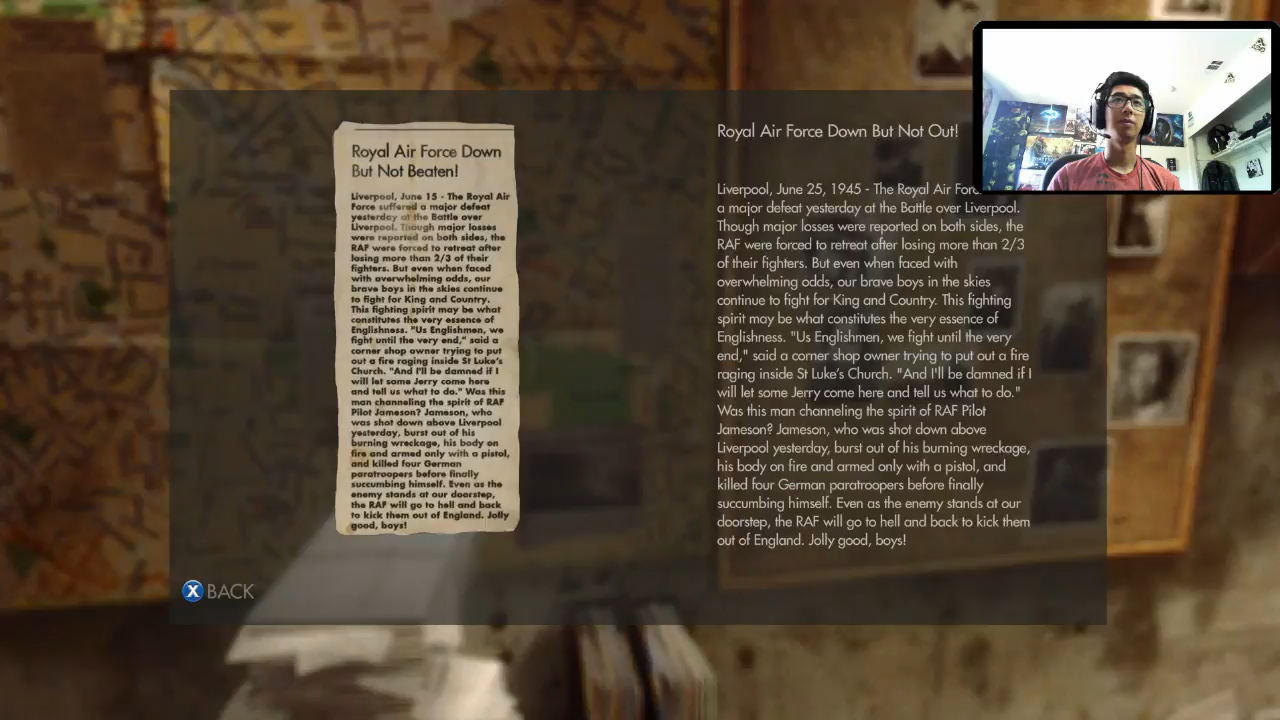 Royal Air Force Down
But Not Beaten!
Liverpool, June 15 - The Royal Air
Force suffered a major defeat
yesterday at the Battle over
Liverpool. Though major losses
were reported on both sides, the
RAF were forced to retreat after
losing more than 2/3 of their
fighters. But even when faced
with overwhelming odds, our
brave boys in the skies continue
to fight for King and Country.
This fighting spirit may be what
constitutes the very essence of
Englishness. "Us Englishmen, we
fight until the very end," said a
corner shop owner trying to put
out a fire raging inside St Luke's
Church. "And I'll be damned if I
will let some Jerry come here
and tell us what to do." Was this
man channeling the spirit of RAF
Pilot Jameson? Jameson, who
was shot down above Liverpool
yesterday, burst out of his
burning wreckage, his body on
fire and armed only with a pistol,
and killed four German
paratroopers before finally
succumbing himself. Even as the
enemy stands at our doorstep,
the RAF will go to hell and back
to kick them out of England. Jolly
good, boys!
Royal Air Force Down But Not Out!
Liverpool, June 25, 1945 - The Royal Air
a major defeat yesterday at the Battle over Liverpool.
Though major losses were reported on both sides, the
RAF were forced to retreat after losing more than 2/3
of their fighters. But even when faced with
overwhelming odds, our brave boys in the skies
continue to fight for King and Country. This fighting
spirit may be what constitutes the very essence of
Englishness. "Us Englishmen, we fight until the very
end," said a corner shop owner trying to put out a fire
raging inside St Luke's Church. "And I'll be damned if I
will let some Jerry come here and tell us what to do."
Was this man channeling the spirit of RAF Pilot
Jameson? Jameson, who was shot down above
Liverpool yesterday, burst out of his burning wreckage,
his body on fire and armed only with a pistol, and
killed four German paratroopers before finally
succumbing himself. Even as the enemy stands at our
doorstep, the RAF will go to hell and back to kick them
out of England. Jolly good, boys!
X BACK